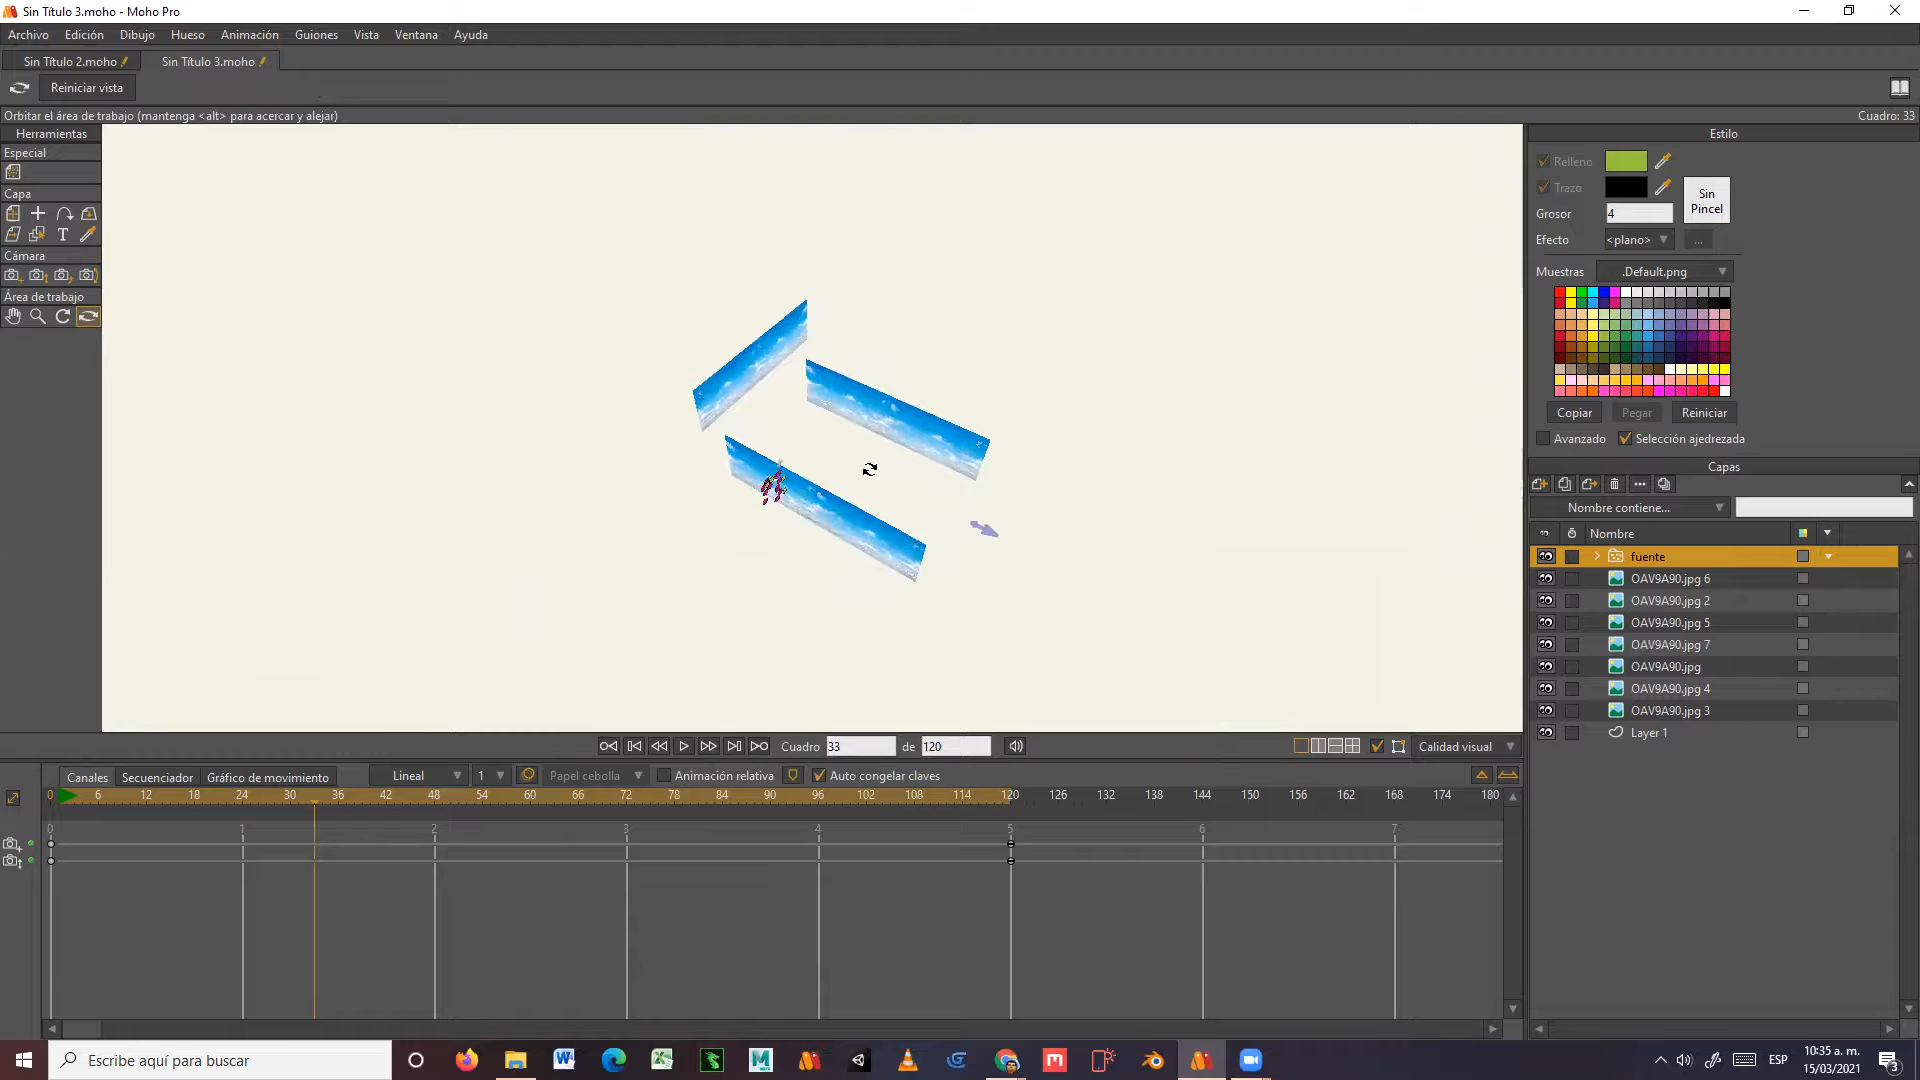 Sin Título 3.moho - Moho Pro
Archivo Edición Dibujo Hueso Animación Guiones Vista Ventana Ayuda
Sin Título 2.moho Sin Título 3.moho
Reiniciar vista
Orbitar el área de trabajo (mantenga <alt> para acercar y alejar) Cuadro: 33
Herramientas
Especial
Capa
T
Cámara
Área de trabajo
Estilo
Relleno
Trazo
Sin
Pincel
Grosor 4
Efecto <plano> ...
Muestras .Default.png
Copiar Pegar Reiniciar
Avanzado Selección ajedrezada
Capas
Nombre contiene...
Nombre
fuente
OAV9A90.jpg 6
OAV9A90.jpg 2
OAV9A90.jpg 5
OAV9A90.jpg 7
OAV9A90.jpg
OAV9A90.jpg 4
OAV9A90.jpg 3
Layer 1
Cuadro 33 de 120 Calidad visual
Canales Secuenciador Gráfico de movimiento Lineal 1 Papel cebolla Animación relativa Auto congelar claves
0 6 12 18 24 30 36 42 48 54 60 66 72 78 84 90 96 102 108 114 120 126 132 138 144 150 156 162 168 174 180
0 1 2 3 4 5 6 7
Escribe aquí para buscar
ESP
10:35 a. m.
15/03/2021
3